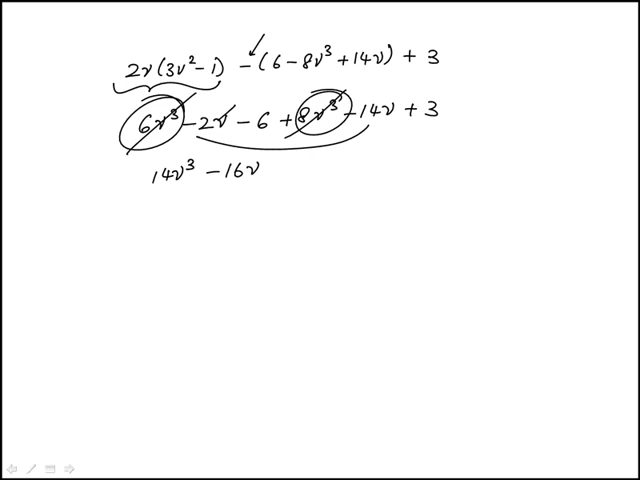 2v(3v² - 1) - (6 - 8v³ + 14v) + 3
6v³ - 2v - 6 + 8v³ - 14v + 3
14v³ - 16v